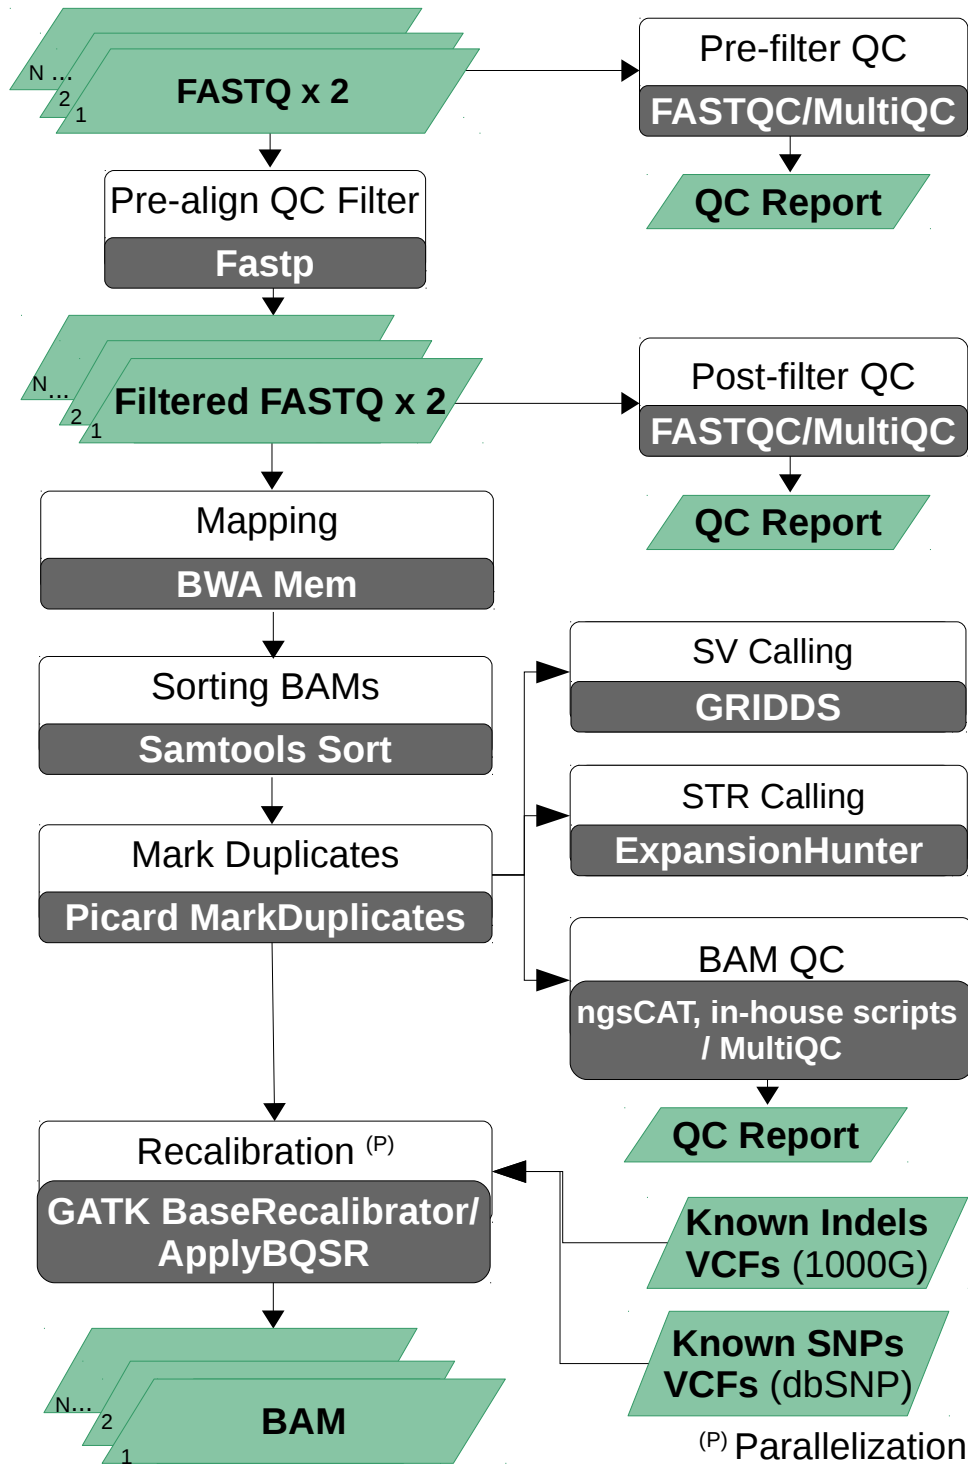 N ...
2
1
FASTQ x 2
Pre-filter QC
FASTQC/MultiQC
QC Report
Pre-align QC Filter
Fastp
N...
2
1
Filtered FASTQ x 2
Post-filter QC
FASTQC/MultiQC
QC Report
Mapping
BWA Mem
Sorting BAMs
Samtools Sort
Mark Duplicates
Picard MarkDuplicates
SV Calling
GRIDDS
STR Calling
ExpansionHunter
BAM QC
ngsCAT, in-house scripts
/ MultiQC
QC Report
Recalibration (P)
GATK BaseRecalibrator/
ApplyBQSR
Known Indels
VCFs (1000G)
Known SNPs
VCFs (dbSNP)
N...
2
1
BAM
(P) Parallelization